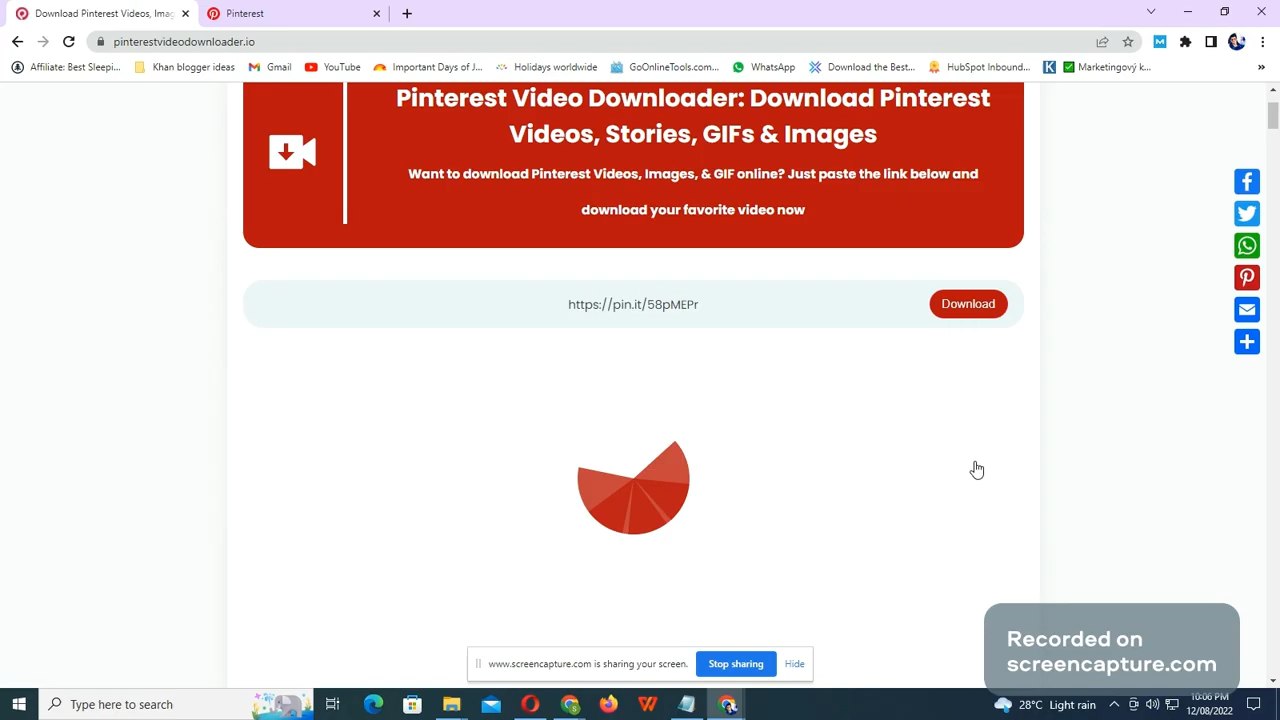 Download Pinterest Videos, Imag
Pinterest
pinterestvideodownloader.io
Affiliate: Best Sleepi...
Khan blogger ideas
Gmail
YouTube
Important Days of J...
Holidays worldwide
GoOnlineTools.com...
WhatsApp
Download the Best...
HubSpot Inbound...
Marketingový k...
»
Pinterest Video Downloader: Download Pinterest
Videos, Stories, GIFs & Images
Want to download Pinterest Videos, Images, & GIF online? Just paste the link below and
download your favorite video now
https://pin.it/58pMEPr
Download
Recorded on
screencapture.com
www.screencapture.com is sharing your screen.
Stop sharing
Hide
Type here to search
28°C Light rain
10:06 PM
12/08/2022